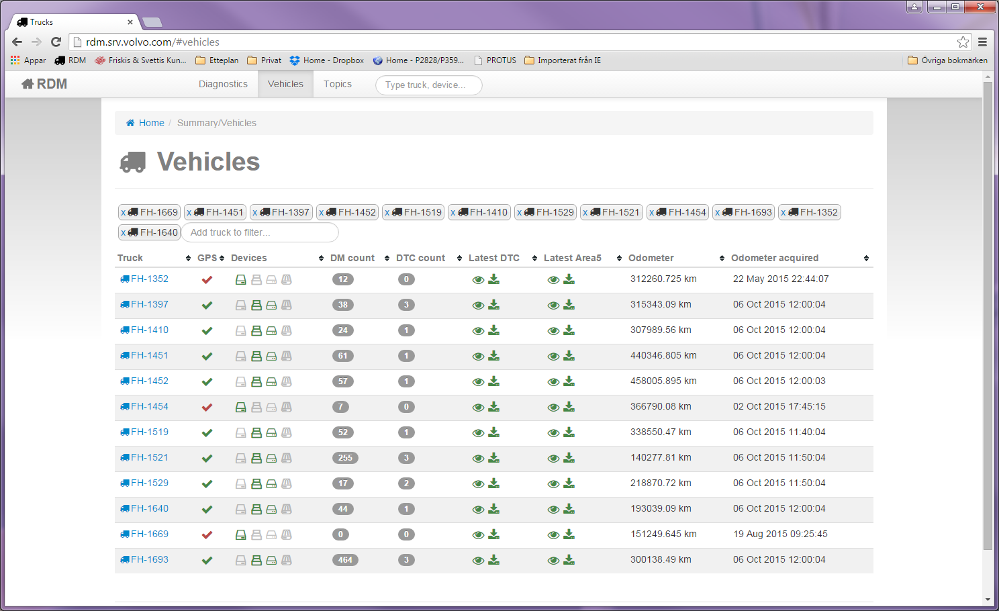 Trucks
rdm.srv.volvo.com/#vehicles
Appar RDM Friskis & Svettis Kun... Etteplan Privat Home - Dropbox Home - P2828/P359... PROTUS Importerat från IE Övriga bokmärken
RDM Diagnostics Vehicles Topics Type truck, device...
Home / Summary/Vehicles
Vehicles
x FH-1669 x FH-1451 x FH-1397 x FH-1452 x FH-1519 x FH-1410 x FH-1529 x FH-1521 x FH-1454 x FH-1693 x FH-1352
x FH-1640 Add truck to filter...
Truck GPS Devices DM count DTC count Latest DTC Latest Area5 Odometer Odometer acquired
FH-1352 12 0 312260.725 km 22 May 2015 22:44:07
FH-1397 38 3 315343.09 km 06 Oct 2015 12:00:04
FH-1410 24 1 307989.56 km 06 Oct 2015 12:00:04
FH-1451 61 1 440346.805 km 06 Oct 2015 12:00:04
FH-1452 57 1 458005.895 km 06 Oct 2015 12:00:03
FH-1454 7 0 366790.08 km 02 Oct 2015 17:45:15
FH-1519 52 1 338550.47 km 06 Oct 2015 11:40:04
FH-1521 255 3 140277.81 km 06 Oct 2015 11:50:04
FH-1529 17 2 218870.72 km 06 Oct 2015 11:50:04
FH-1640 44 1 193039.09 km 06 Oct 2015 12:00:04
FH-1669 0 0 151249.645 km 19 Aug 2015 09:25:45
FH-1693 464 3 300138.49 km 06 Oct 2015 12:00:04